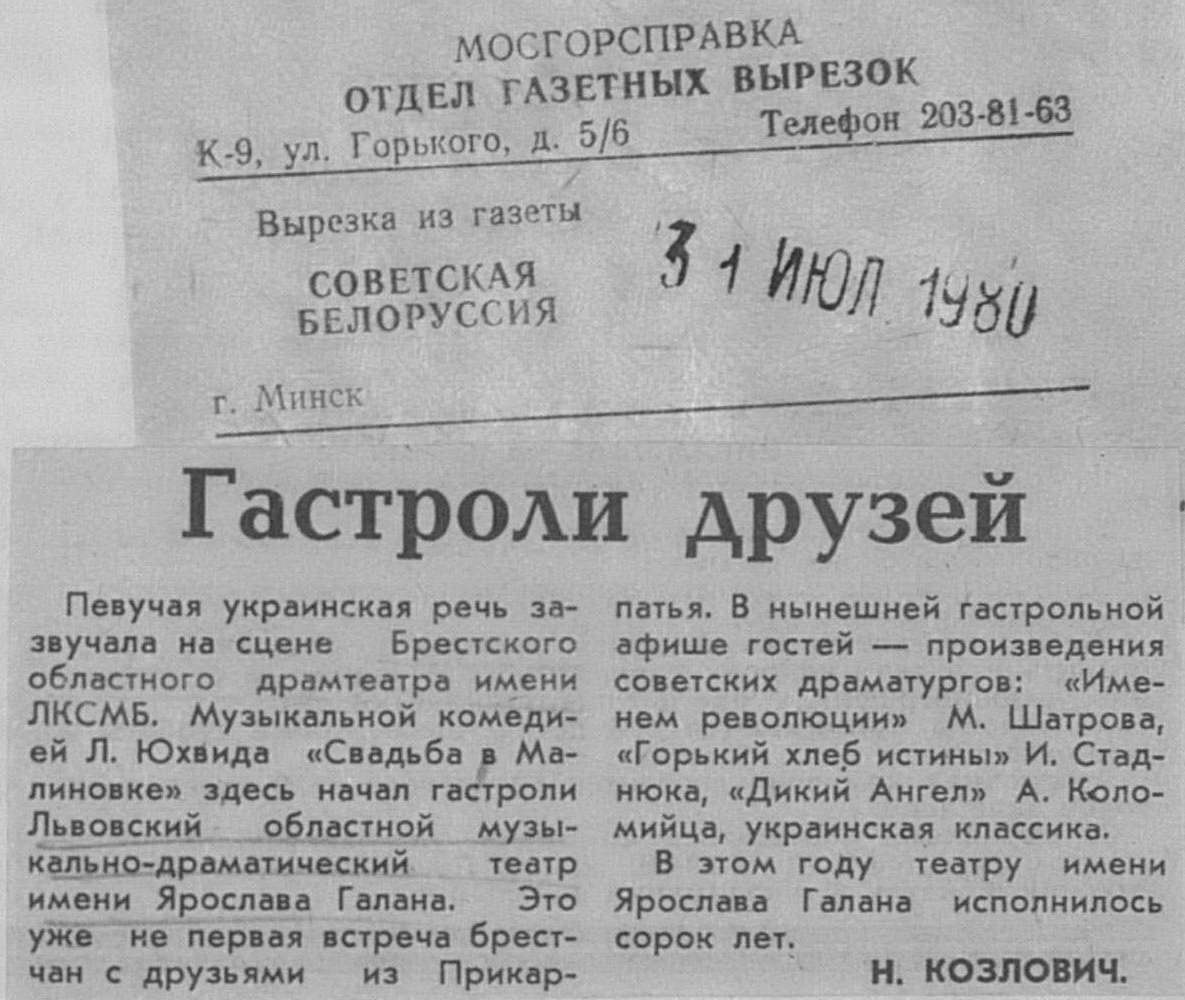 МОСГОРСПРАВКА
ОТДЕЛ ГАЗЕТНЫХ ВЫРЕЗОК
К-9, ул. Горького, д. 5/6 Телефон 203-81-63
Вырезка из газеты
СОВЕТСКАЯ
БЕЛОРУССИЯ
31 ИЮЛ 1980
г. Минск
Гастроли друзей
Певучая украинская речь за-
звучала на сцене Брестского
областного драмтеатра имени
ЛКСМБ. Музыкальной комеди-
ей Л. Юхвида «Свадьба в Ма-
линовке» здесь начал гастроли
Львовский областной музы-
кально-драматический театр
имени Ярослава Галана. Это
уже не первая встреча брест-
чан с друзьями из Прикар-
патья. В нынешней гастрольной
афише гостей — произведения
советских драматургов: «Име-
нем революции» М. Шатрова,
«Горький хлеб истины» И. Стад-
нюка, «Дикий Ангел» А. Коло-
мийца, украинская классика.
В этом году театру имени
Ярослава Галана исполнилось
сорок лет.
Н. КОЗЛОВИЧ.